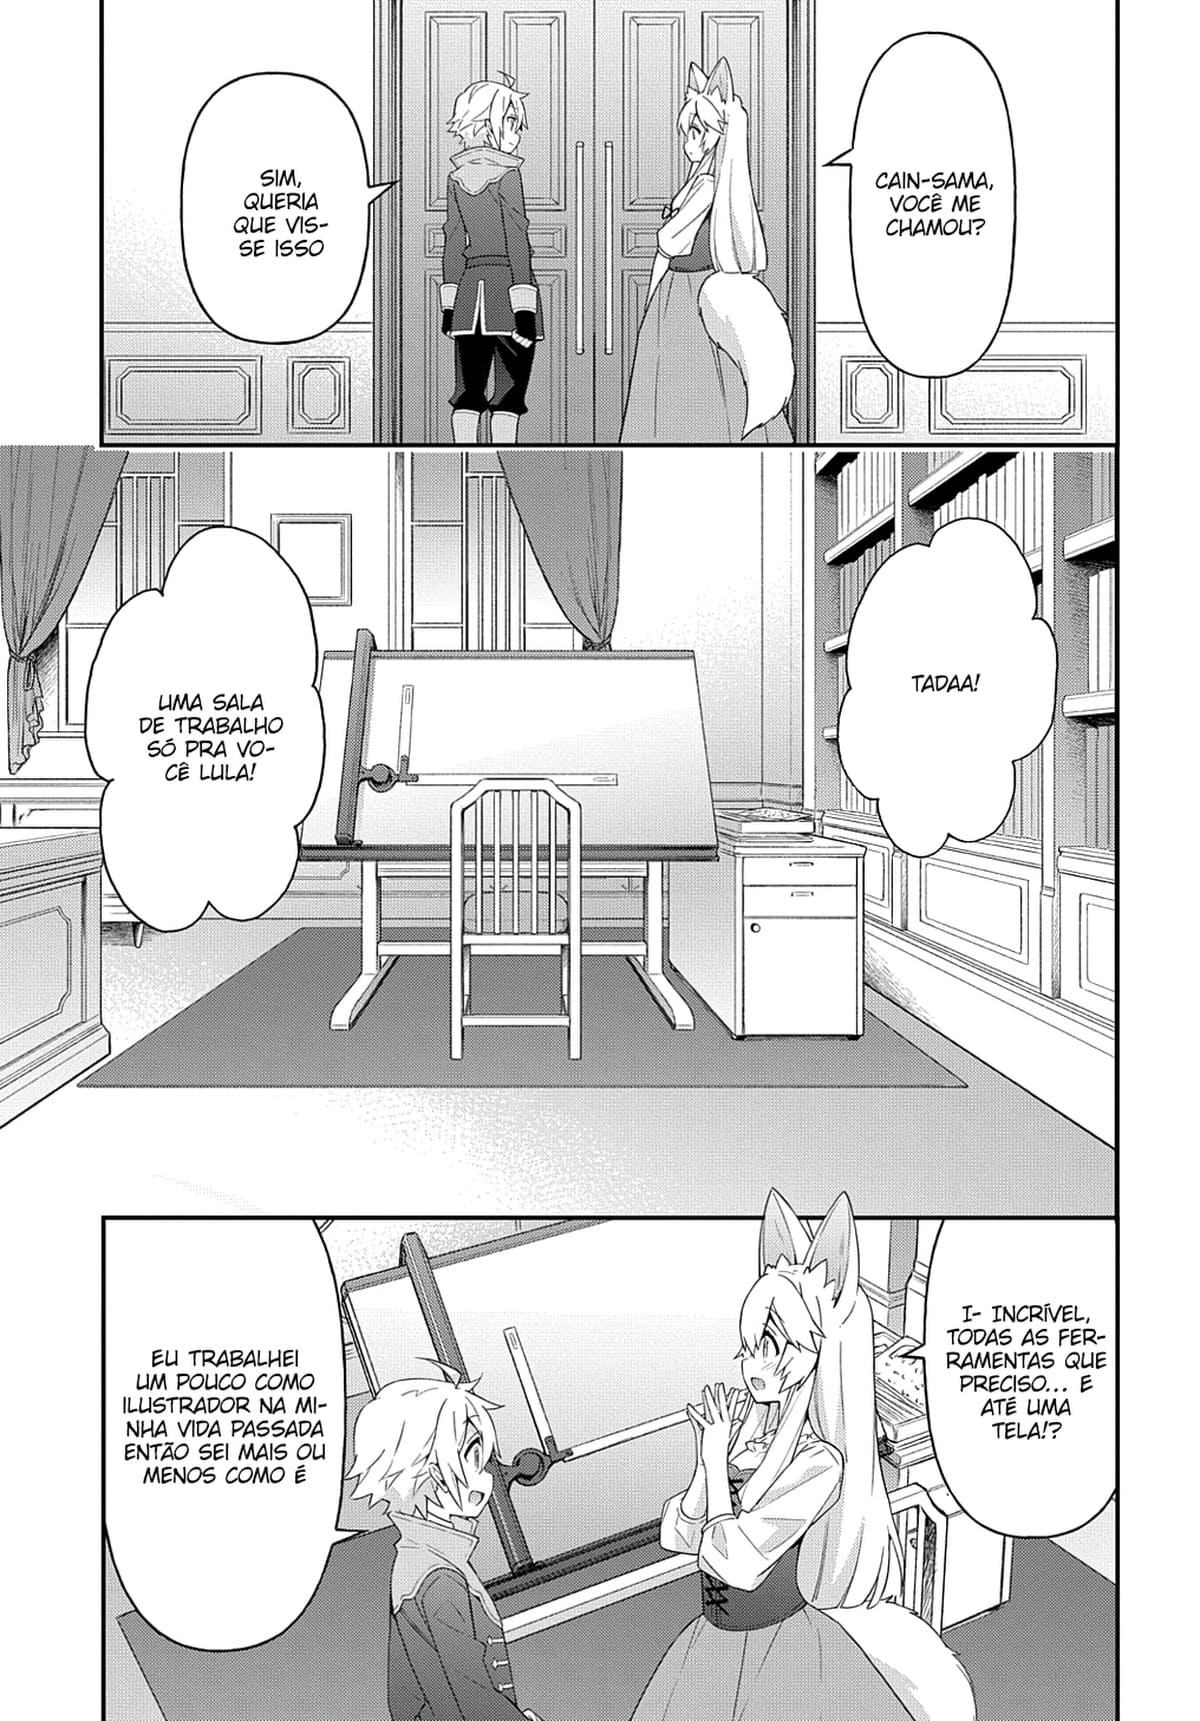 CAIN-SAMA,
VOCÊ ME
CHAMOU?
SIM,
QUERIA
QUE VIS-
SE ISSO
TADAA!
UMA SALA
DE TRABALHO
SÓ PRA VO-
CÊ LULA!
I- INCRÍVEL,
TODAS AS FER-
RAMENTAS QUE
PRECISO... E
ATÉ UMA
TELA!?
EU TRABALHEI
UM POUCO COMO
ILUSTRADOR NA MI-
NHA VIDA PASSADA
ENTÃO SEI MAIS OU
MENOS COMO É